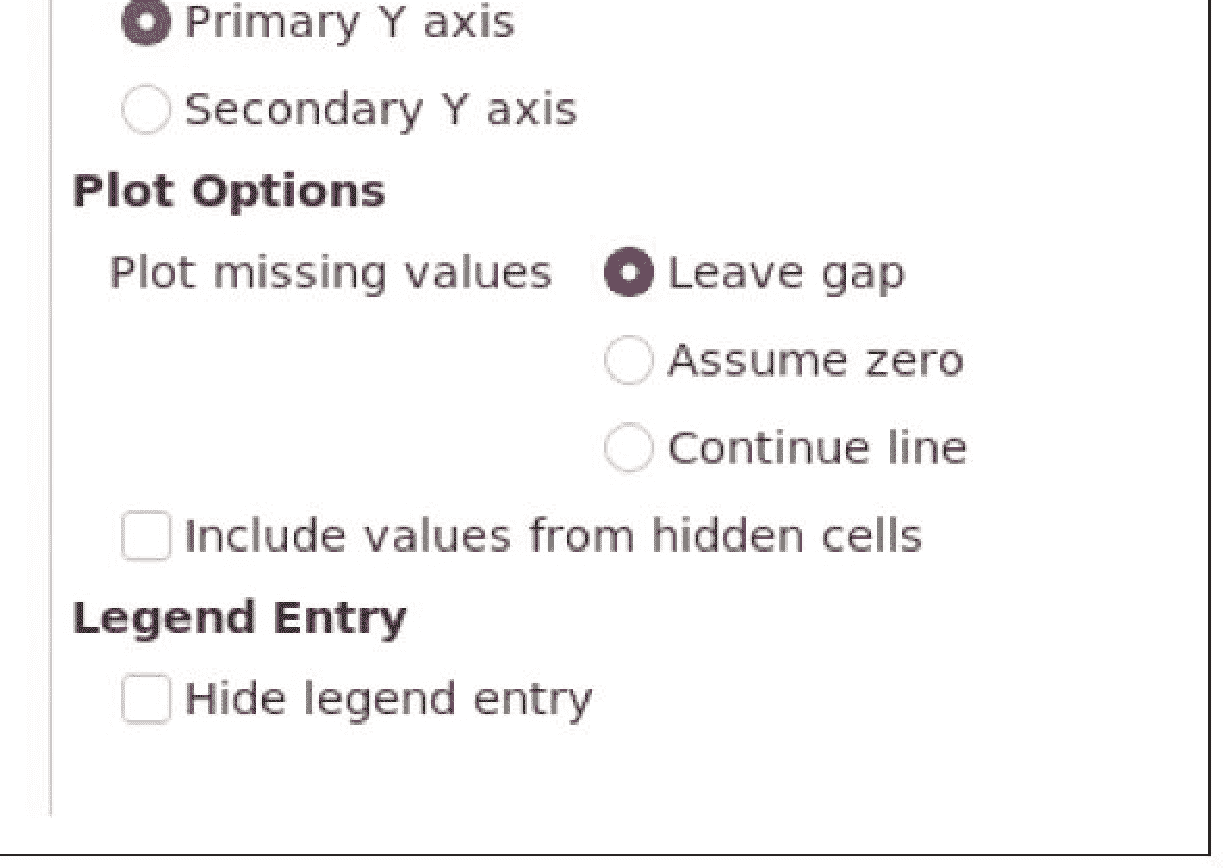 Primary Y axis
Secondary Y axis
Plot Options
Plot missing values Leave gap
Assume zero
Continue line
Include values from hidden cells
Legend Entry
Hide legend entry